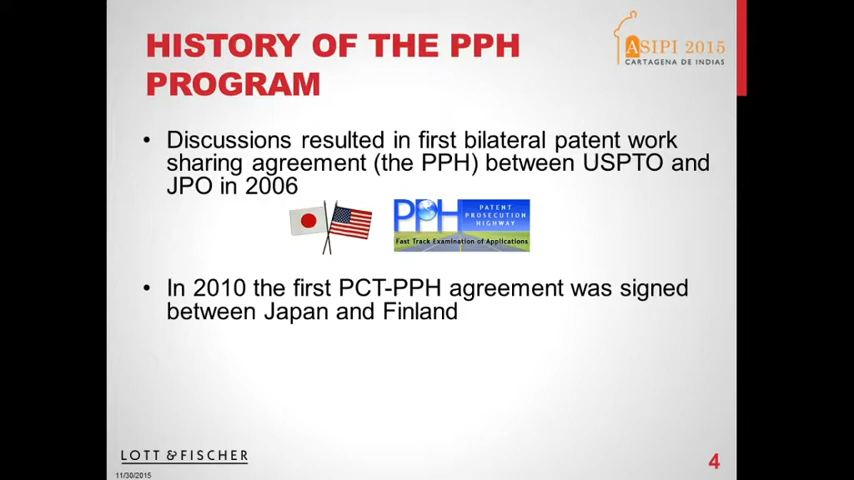 HISTORY OF THE PPH
PROGRAM
ASIPI 2015
CARTAGENA DE INDIAS
• Discussions resulted in first bilateral patent work
sharing agreement (the PPH) between USPTO and
JPO in 2006
PPH
PATENT
PROSECUTION
HIGHWAY
Fast Track Examination of Applications
• In 2010 the first PCT-PPH agreement was signed
between Japan and Finland
LOTT & FISCHER
4
11/30/2015